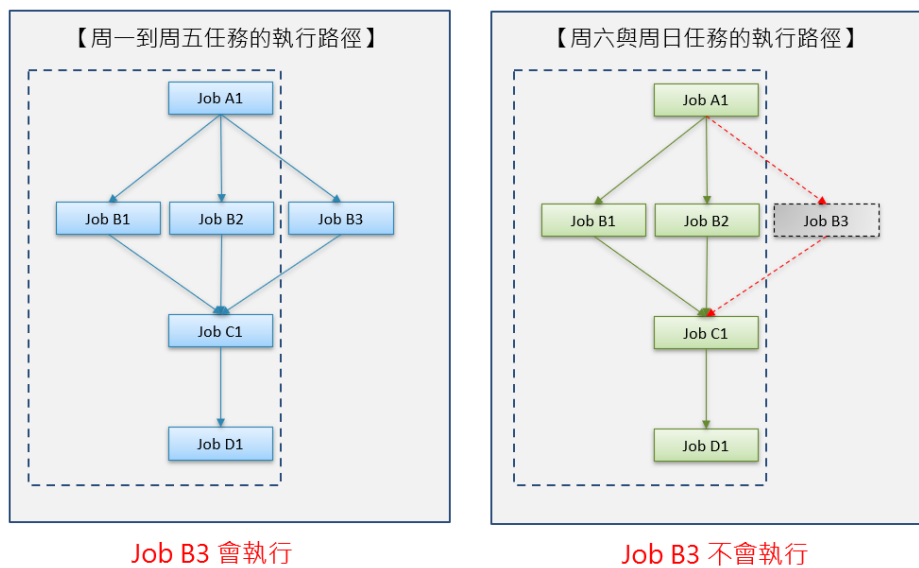 【周一到周五任務的執行路徑】
Job A1
Job B1
Job B2
Job B3
Job C1
Job D1
Job B3 會執行
【周六與周日任務的執行路徑】
Job A1
Job B1
Job B2
Job B3
Job C1
Job D1
Job B3 不會執行